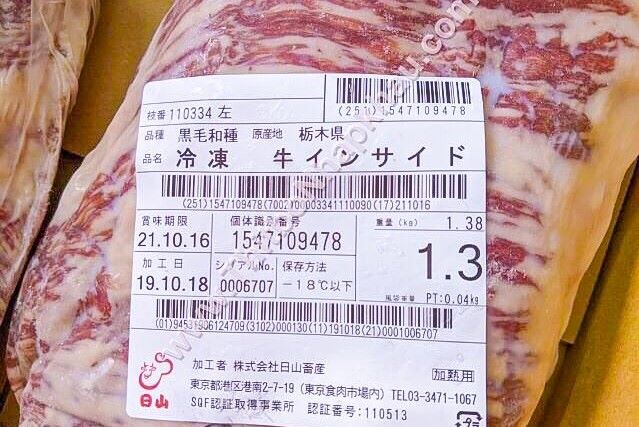 枝番 110334 左
(251)1547109478
品種 黒毛和種 原産地 栃木県
品名 冷凍 牛インサイド
(251)1547109478(7002)00003341110090(17)211016
賞味期限 個体識別番号 重量 (kg) 1.38
21.10.16 1547109478 1.3
加工日 シリアルNo. 保存方法
19.10.18 0006707 −18℃以下 風袋重量 PT:0.04kg
(01)94531906124709(3102)000130(11)191018(21)0001006707
加工者 株式会社日山畜産 加熱用
東京都港区港南2-7-19(東京食肉市場内) TEL03-3471-1067
日山 SQF認証取得事業所 認証番号:110513